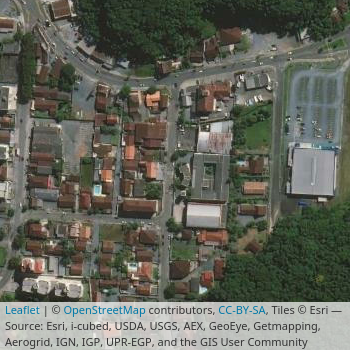 Leaflet | © OpenStreetMap contributors, CC-BY-SA, Tiles © Esri —
Source: Esri, i-cubed, USDA, USGS, AEX, GeoEye, Getmapping,
Aerogrid, IGN, IGP, UPR-EGP, and the GIS User Community